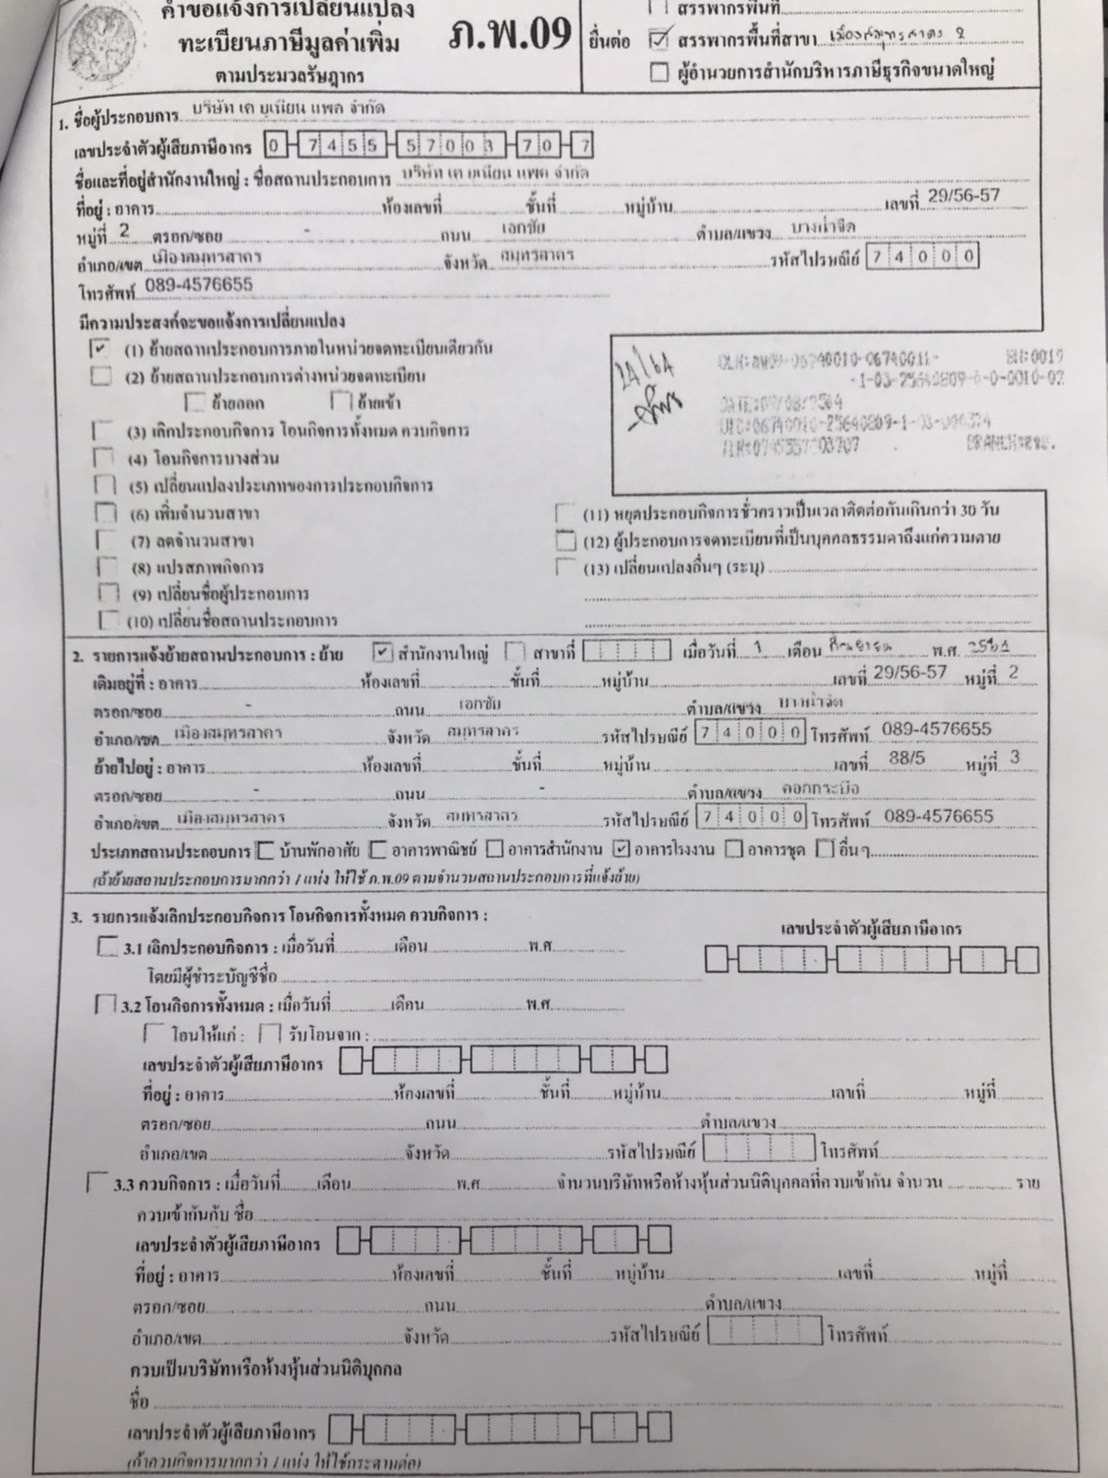 คำขอแจ้งการเปลี่ยนแปลง
ทะเบียนภาษีมูลค่าเพิ่ม
ตามประมวลรัษฎากร
ภ.พ.09
ยื่นต่อ
สรรพากรพื้นที่
สรรพากรพื้นที่สาขา เมืองสมุทรสาคร 2
ผู้อำนวยการสำนักบริหารภาษีธุรกิจขนาดใหญ่
1. ชื่อผู้ประกอบการ บริษัท เค ยูเนียน แพค จำกัด
เลขประจำตัวผู้เสียภาษีอากร 0 7455 57003 70 7
ชื่อและที่อยู่สำนักงานใหญ่ : ชื่อสถานประกอบการ บริษัท เค ยูเนียน แพค จำกัด
ที่อยู่ : อาคาร ห้องเลขที่ ชั้นที่ หมู่บ้าน เลขที่ 29/56-57
หมู่ที่ 2 ตรอก/ซอย - ถนน เอกชัย ตำบล/แขวง บางน้ำจืด
อำเภอ/เขต เมืองสมุทรสาคร จังหวัด สมุทรสาคร รหัสไปรษณีย์ 74000
โทรศัพท์ 089-4576655
มีความประสงค์จะขอแจ้งการเปลี่ยนแปลง
(1) ย้ายสถานประกอบการภายในหน่วยจดทะเบียนเดียวกัน
(2) ย้ายสถานประกอบการต่างหน่วยจดทะเบียน
ย้ายออก ย้ายเข้า
(3) เลิกประกอบกิจการ โอนกิจการทั้งหมด ควบกิจการ
(4) โอนกิจการบางส่วน
(5) เปลี่ยนแปลงประเภทของการประกอบกิจการ
(6) เพิ่มจำนวนสาขา
(7) ลดจำนวนสาขา
(8) แปรสภาพกิจการ
(9) เปลี่ยนชื่อผู้ประกอบการ
(10) เปลี่ยนชื่อสถานประกอบการ
24/64
-1-03-25640809-6-0-0010-02
DATE:09/08/2564
(11) หยุดประกอบกิจการชั่วคราวเป็นเวลาติดต่อกันเกินกว่า 30 วัน
(12) ผู้ประกอบการจดทะเบียนที่เป็นบุคคลธรรมดาถึงแก่ความตาย
(13) เปลี่ยนแปลงอื่นๆ (ระบุ)
2. รายการแจ้งย้ายสถานประกอบการ : ย้าย สำนักงานใหญ่ สาขาที่ เมื่อวันที่ 1 เดือน กันยายน พ.ศ. 2564
เดิมอยู่ที่ : อาคาร ห้องเลขที่ ชั้นที่ หมู่บ้าน เลขที่ 29/56-57 หมู่ที่ 2
ตรอก/ซอย - ถนน เอกชัย ตำบล/แขวง บางน้ำจืด
อำเภอ/เขต เมืองสมุทรสาคร จังหวัด สมุทรสาคร รหัสไปรษณีย์ 74000 โทรศัพท์ 089-4576655
ย้ายไปอยู่ : อาคาร ห้องเลขที่ ชั้นที่ หมู่บ้าน เลขที่ 88/5 หมู่ที่ 3
ตรอก/ซอย - ถนน - ตำบล/แขวง คอกกระบือ
อำเภอ/เขต เมืองสมุทรสาคร จังหวัด สมุทรสาคร รหัสไปรษณีย์ 74000 โทรศัพท์ 089-4576655
ประเภทสถานประกอบการ บ้านพักอาศัย อาคารพาณิชย์ อาคารสำนักงาน อาคารโรงงาน อาคารชุด อื่นๆ
(ถ้าย้ายสถานประกอบการมากกว่า 1 แห่ง ให้ใช้ ภ.พ.09 ตามจำนวนสถานประกอบการที่แจ้งย้าย)
3. รายการแจ้งเลิกประกอบกิจการ โอนกิจการทั้งหมด ควบกิจการ :
เลขประจำตัวผู้เสียภาษีอากร
3.1 เลิกประกอบกิจการ : เมื่อวันที่ เดือน พ.ศ.
โดยมีผู้ชำระบัญชีชื่อ
3.2 โอนกิจการทั้งหมด : เมื่อวันที่ เดือน พ.ศ.
โอนให้แก่ : รับโอนจาก :
เลขประจำตัวผู้เสียภาษีอากร
ที่อยู่ : อาคาร ห้องเลขที่ ชั้นที่ หมู่บ้าน เลขที่ หมู่ที่
ตรอก/ซอย ถนน ตำบล/แขวง
อำเภอ/เขต จังหวัด รหัสไปรษณีย์ โทรศัพท์
3.3 ควบกิจการ : เมื่อวันที่ เดือน พ.ศ. จำนวนบริษัทหรือห้างหุ้นส่วนนิติบุคคลที่ควบเข้ากัน จำนวน ราย
ควบเข้ากันกับ ชื่อ
เลขประจำตัวผู้เสียภาษีอากร
ที่อยู่ : อาคาร ห้องเลขที่ ชั้นที่ หมู่บ้าน เลขที่ หมู่ที่
ตรอก/ซอย ถนน ตำบล/แขวง
อำเภอ/เขต จังหวัด รหัสไปรษณีย์ โทรศัพท์
ควบเป็นบริษัทหรือห้างหุ้นส่วนนิติบุคคล
ชื่อ
เลขประจำตัวผู้เสียภาษีอากร
(ถ้าควบกิจการมากกว่า 1 แห่ง ให้ใช้กระดาษต่อ)